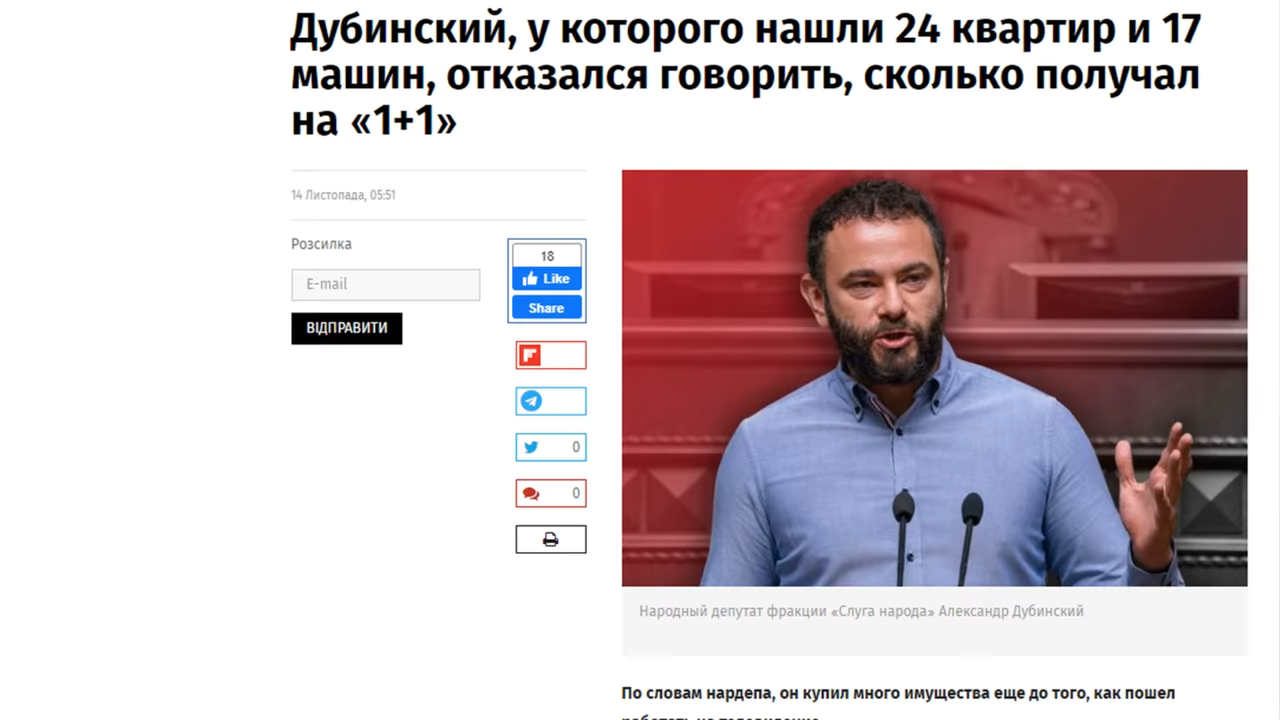 Дубинский, у которого нашли 24 квартир и 17
машин, отказался говорить, сколько получал
на «1+1»
14 Листопада, 05:51
Розсилка
E-mail
ВІДПРАВИТИ
18
Like
Share
0
0
Народный депутат фракции «Слуга народа» Александр Дубинский
По словам нардепа, он купил много имущества еще до того, как пошел